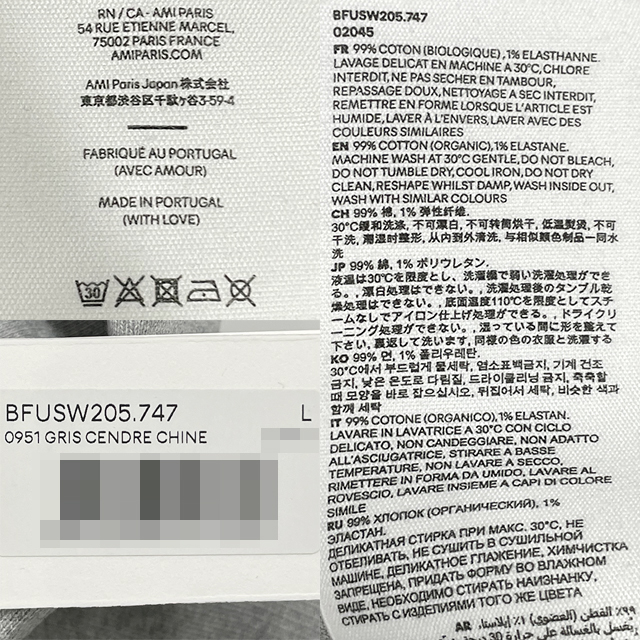 RN / CA - AMI PARIS
54 RUE ETIENNE MARCEL,
75002 PARIS FRANCE
AMIPARIS.COM
AMI Paris Japan 株式会社
東京都渋谷区千駄ヶ谷3-59-4
FABRIQUÉ AU PORTUGAL
(AVEC AMOUR)
MADE IN PORTUGAL
(WITH LOVE)
30
BFUSW205.747 L
0951 GRIS CENDRE CHINE
BFUSW205.747
02045
FR 99% COTON (BIOLOGIQUE), 1% ELASTHANNE.
LAVAGE DELICAT EN MACHINE A 30°C, CHLORE
INTERDIT, NE PAS SECHER EN TAMBOUR,
REPASSAGE DOUX, NETTOYAGE A SEC INTERDIT,
REMETTRE EN FORME LORSQUE L'ARTICLE EST
HUMIDE, LAVER À L'ENVERS, LAVER AVEC DES
COULEURS SIMILAIRES
EN 99% COTTON (ORGANIC), 1% ELASTANE.
MACHINE WASH AT 30°C GENTLE, DO NOT BLEACH,
DO NOT TUMBLE DRY, COOL IRON, DO NOT DRY
CLEAN, RESHAPE WHILST DAMP, WASH INSIDE OUT,
WASH WITH SIMILAR COLOURS
CH 99% 棉, 1% 弹性纤维.
30°C缓和洗涤, 不可漂白, 不可转筒烘干, 低温熨烫, 不可
干洗, 潮湿时整形, 从内到外清洗, 与相似颜色制品一同水
洗
JP 99% 綿, 1% ポリウレタン.
液温は30℃を限度とし、洗濯機で弱い洗濯処理ができ
る。, 漂白処理はできない。, 洗濯処理後のタンブル乾
燥処理はできない。, 底面温度110℃を限度としてスチ
ームなしでアイロン仕上げ処理ができる。, ドライクリ
ーニング処理はできない。, 湿っている間に形を整えて
下さい, 裏返して洗います, 同様の色の衣服と洗濯する
KO 99% 면, 1% 폴리우레탄.
30°C에서 부드럽게 물세탁, 염소표백금지, 기계 건조
금지, 낮은 온도로 다림질, 드라이클리닝 금지, 축축할
때 모양을 바로 잡으십시오, 뒤집어서 세탁, 비슷한 색과
함께 세탁
IT 99% COTONE (ORGANICO), 1% ELASTAN.
LAVARE IN LAVATRICE A 30°C CON CICLO
DELICATO, NON CANDEGGIARE, NON ADATTO
ALL'ASCIUGATRICE, STIRARE A BASSE
TEMPERATURE, NON LAVARE A SECCO,
RIMETTERE IN FORMA DA UMIDO, LAVARE AL
ROVESCIO, LAVARE INSIEME A CAPI DI COLORE
SIMILE
RU 99% ХЛОПОК (ОРГАНИЧЕСКИЙ), 1%
ЭЛАСТАН.
ДЕЛИКАТНАЯ СТИРКА ПРИ МАКС. 30°C, НЕ
ОТБЕЛИВАТЬ, НЕ СУШИТЬ В СУШИЛЬНОЙ
МАШИНЕ, ДЕЛИКАТНОЕ ГЛАЖЕНИЕ, ХИМЧИСТКА
ЗАПРЕЩЕНА, ПРИДАТЬ ФОРМУ ВО ВЛАЖНОМ
ВИДЕ, НЕОБХОДИМО СТИРАТЬ НАИЗНАНКУ,
СТИРАТЬ С ИЗДЕЛИЯМИ ТОГО ЖЕ ЦВЕТА
AR ٩٩٪ القطن (العضوي) ١٪ إيلاستان.